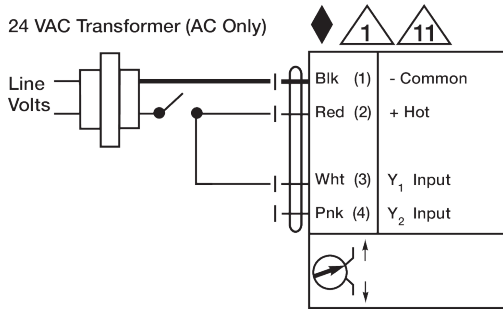 24 VAC Transformer (AC Only)
1
11
Line
Volts
Blk (1) - Common
Red (2) + Hot
Wht (3) Y1 Input
Pnk (4) Y2 Input